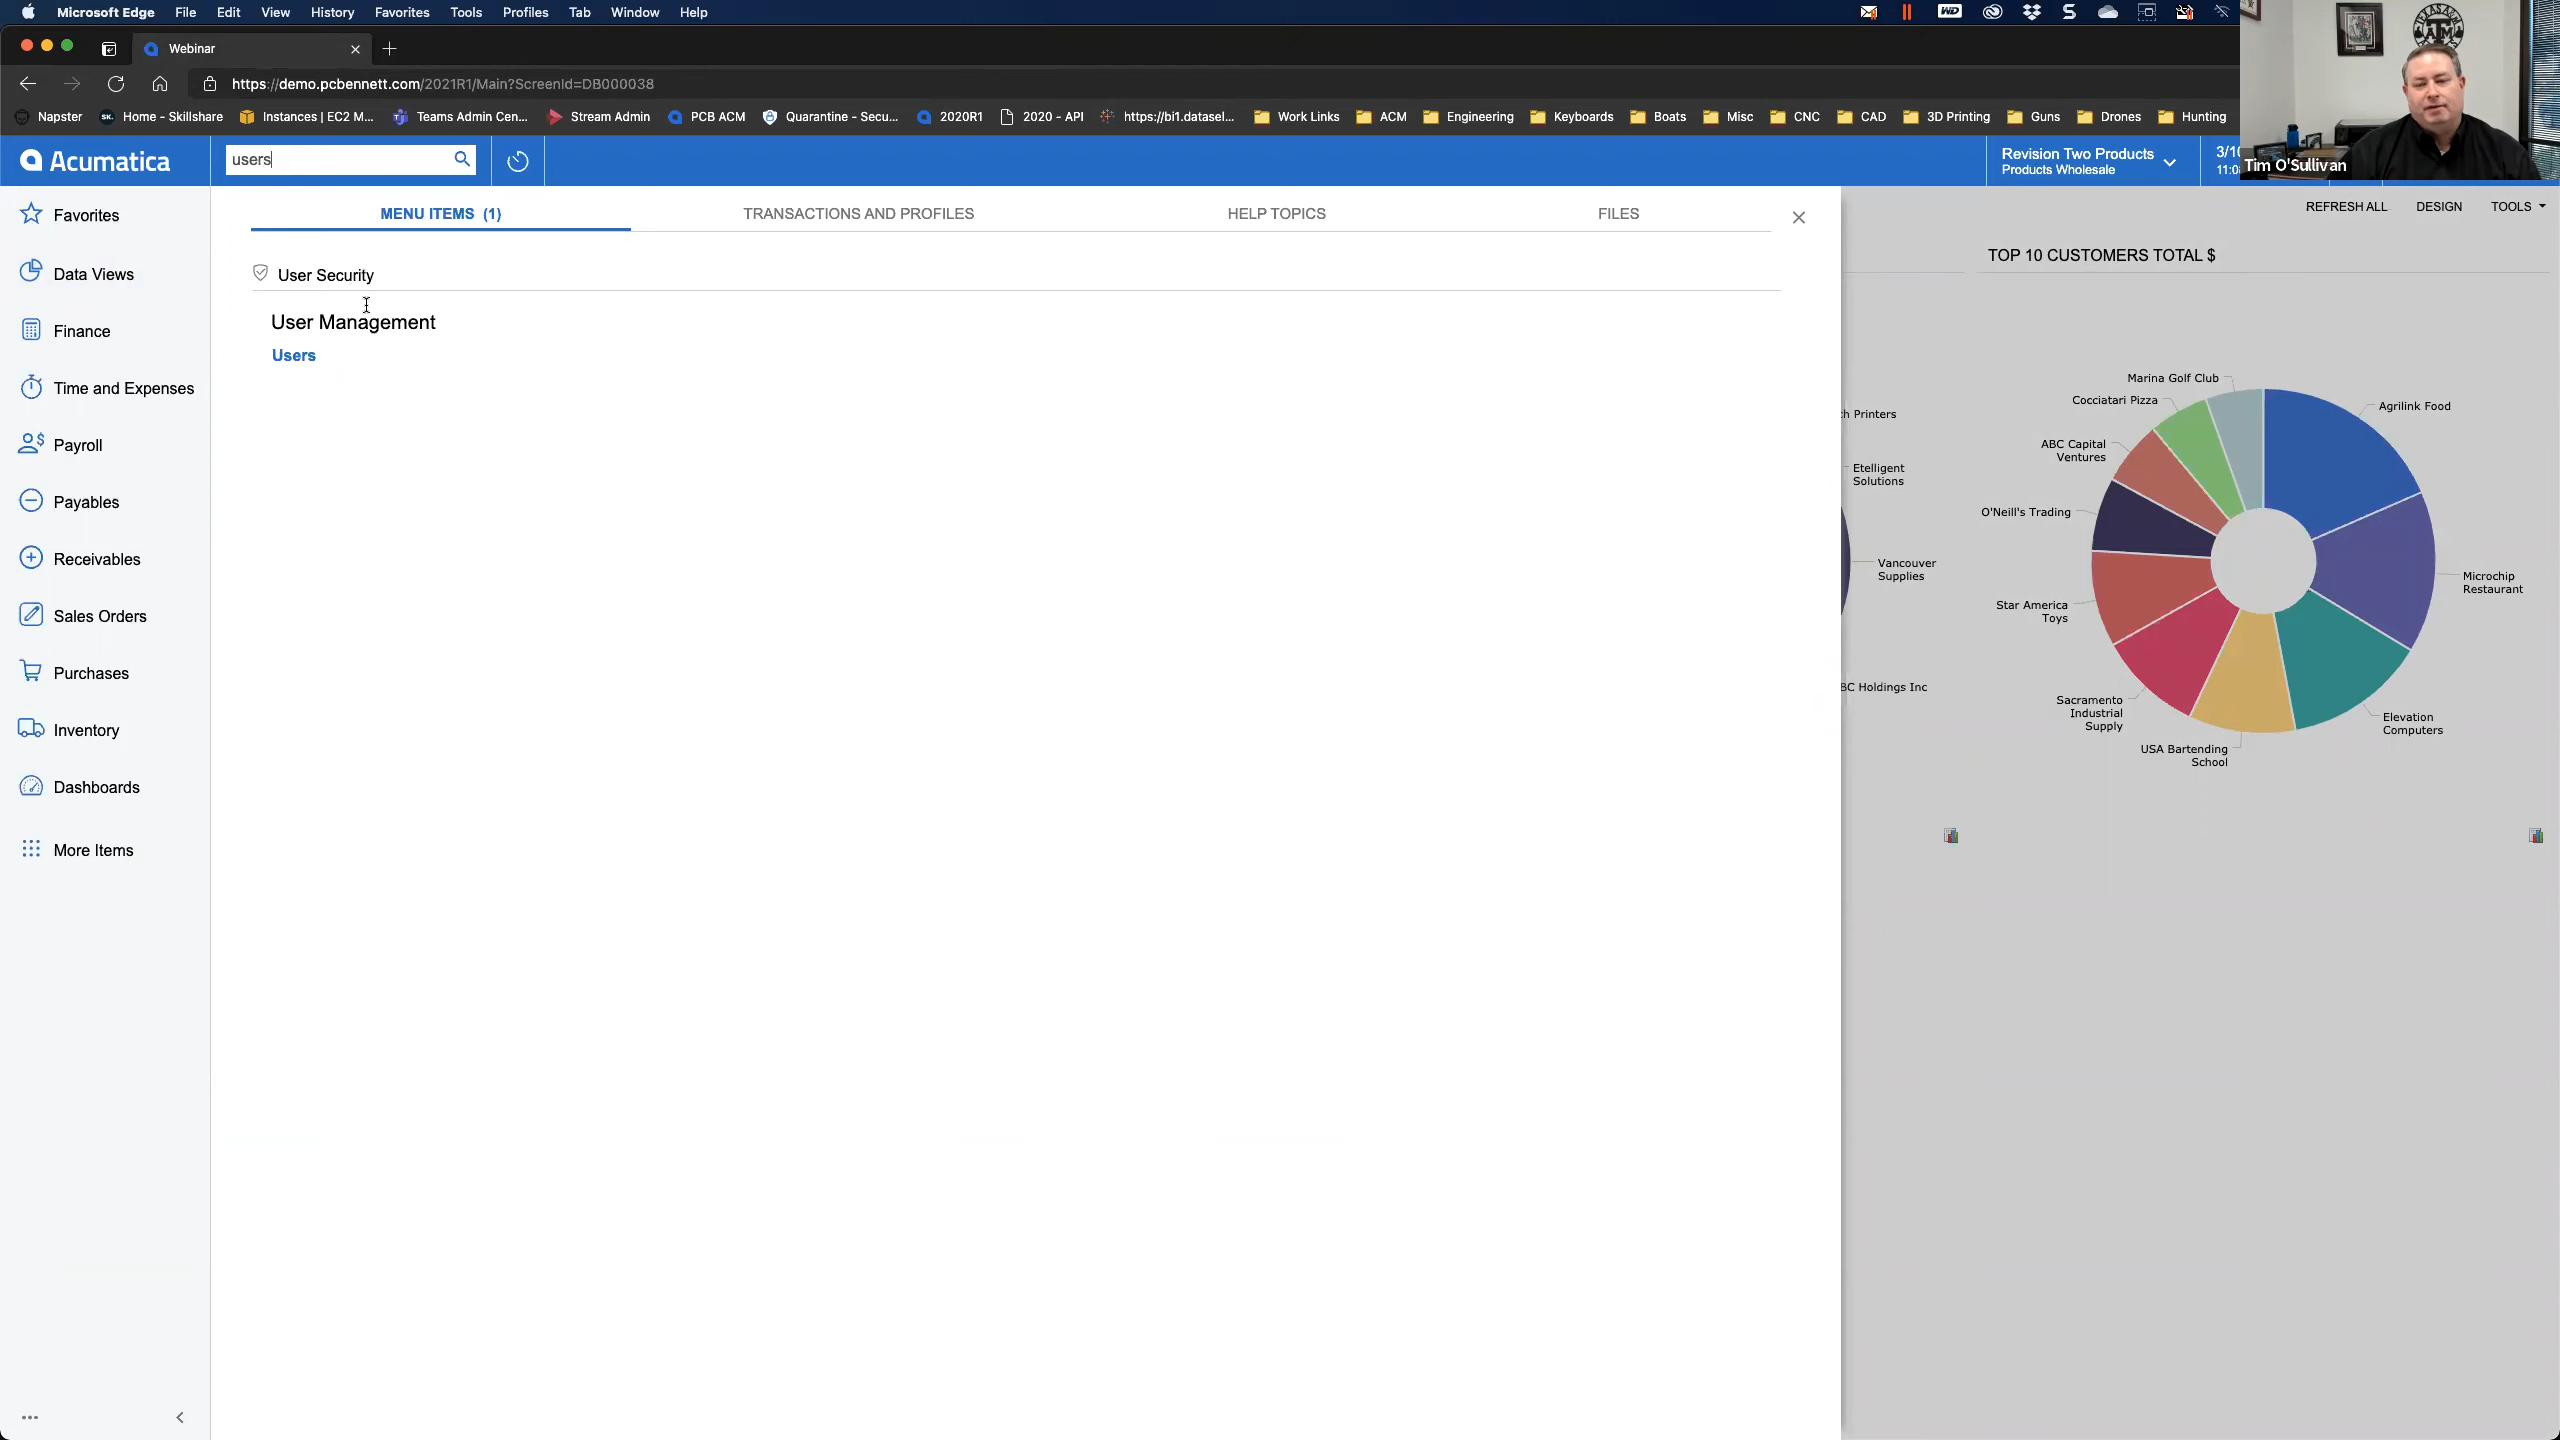 Microsoft Edge File Edit View History Favorites Tools Profiles Tab Window Help
WD
Webinar
https://demo.pcbennett.com/2021R1/Main?ScreenId=DB000038
Napster Home - Skillshare Instances | EC2 M... Teams Admin Cen... Stream Admin PCB ACM Quarantine - Secu... 2020R1 2020 - API https://bi1.datasel... Work Links ACM Engineering Keyboards Boats Misc CNC CAD 3D Printing Guns Drones Hunting
Acumatica
users
Revision Two Products
Products Wholesale
3/10
11:0
Tim O'Sullivan
Favorites
Data Views
Finance
Time and Expenses
Payroll
Payables
Receivables
Sales Orders
Purchases
Inventory
Dashboards
More Items
MENU ITEMS (1)
TRANSACTIONS AND PROFILES
HELP TOPICS
FILES
User Security
User Management
Users
REFRESH ALL DESIGN TOOLS
TOP 10 CUSTOMERS TOTAL $
ch Printers
Etelligent
Solutions
Vancouver
Supplies
BC Holdings Inc
Marina Golf Club
Cocciatari Pizza
ABC Capital
Ventures
O'Neill's Trading
Star America
Toys
Sacramento
Industrial
Supply
USA Bartending
School
Agrilink Food
Microchip
Restaurant
Elevation
Computers